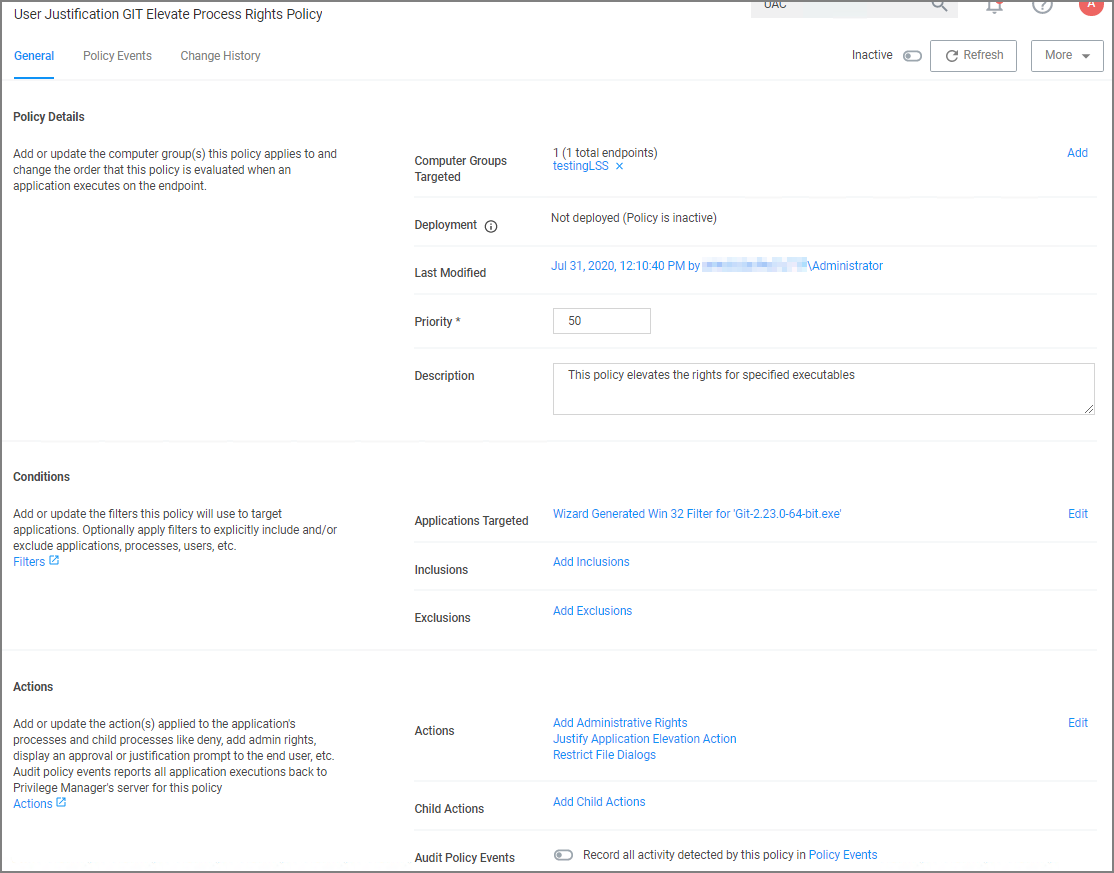 User Justification GIT Elevate Process Rights Policy
UAC
A
General Policy Events Change History
Inactive Refresh More
Policy Details
Add or update the computer group(s) this policy applies to and
change the order that this policy is evaluated when an
application executes on the endpoint.
Computer Groups
Targeted
1 (1 total endpoints)
testingLSS ×
Add
Deployment
Not deployed (Policy is inactive)
Last Modified
Jul 31, 2020, 12:10:40 PM by \Administrator
Priority *
50
Description
This policy elevates the rights for specified executables
Conditions
Add or update the filters this policy will use to target
applications. Optionally apply filters to explicitly include and/or
exclude applications, processes, users, etc.
Filters
Applications Targeted
Wizard Generated Win 32 Filter for 'Git-2.23.0-64-bit.exe'
Edit
Inclusions
Add Inclusions
Exclusions
Add Exclusions
Actions
Add or update the action(s) applied to the application's
processes and child processes like deny, add admin rights,
display an approval or justification prompt to the end user, etc.
Audit policy events reports all application executions back to
Privilege Manager's server for this policy
Actions
Actions
Add Administrative Rights
Justify Application Elevation Action
Restrict File Dialogs
Edit
Child Actions
Add Child Actions
Audit Policy Events
Record all activity detected by this policy in Policy Events